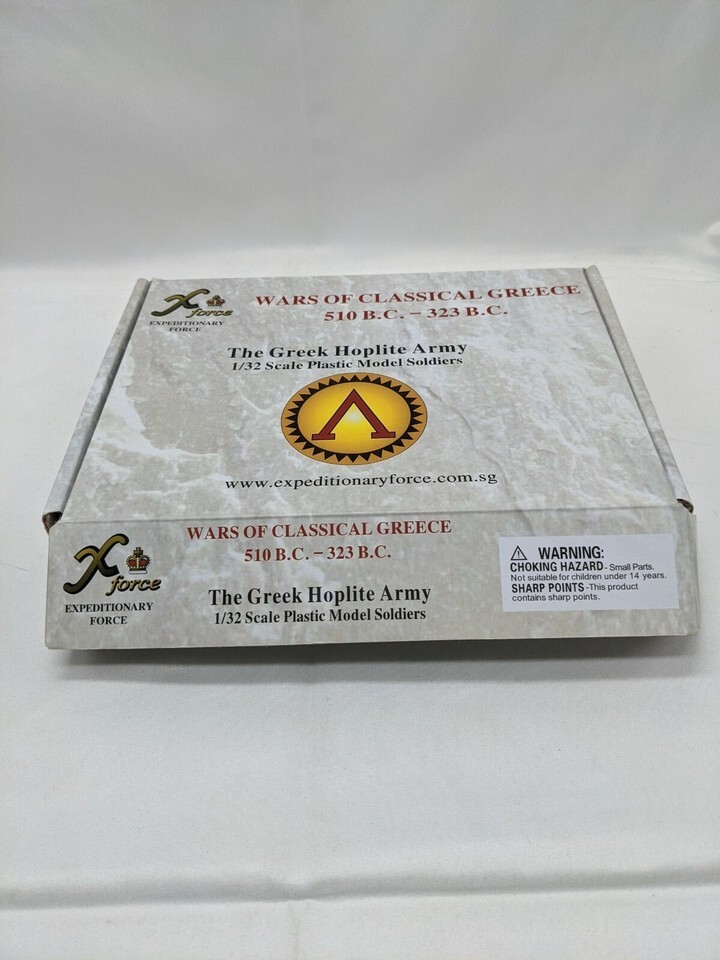 X force
EXPEDITIONARY
FORCE
WARS OF CLASSICAL GREECE
510 B.C. – 323 B.C.
The Greek Hoplite Army
1/32 Scale Plastic Model Soldiers
Λ
www.expeditionaryforce.com.sg
X force
EXPEDITIONARY
FORCE
WARS OF CLASSICAL GREECE
510 B.C. – 323 B.C.
The Greek Hoplite Army
1/32 Scale Plastic Model Soldiers
WARNING:
CHOKING HAZARD - Small Parts.
Not suitable for children under 14 years.
SHARP POINTS -This product
contains sharp points.